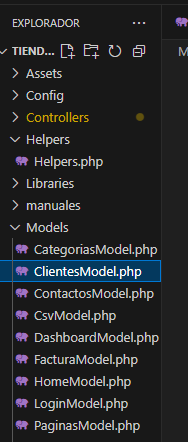 EXPLORADOR
TIEND...
Assets
Config
Controllers
Helpers
Helpers.php
Libraries
manuales
Models
CategoriasModel.php
ClientesModel.php
ContactosModel.php
CsvModel.php
DashboardModel.php
FacturaModel.php
HomeModel.php
LoginModel.php
PaginasModel.php